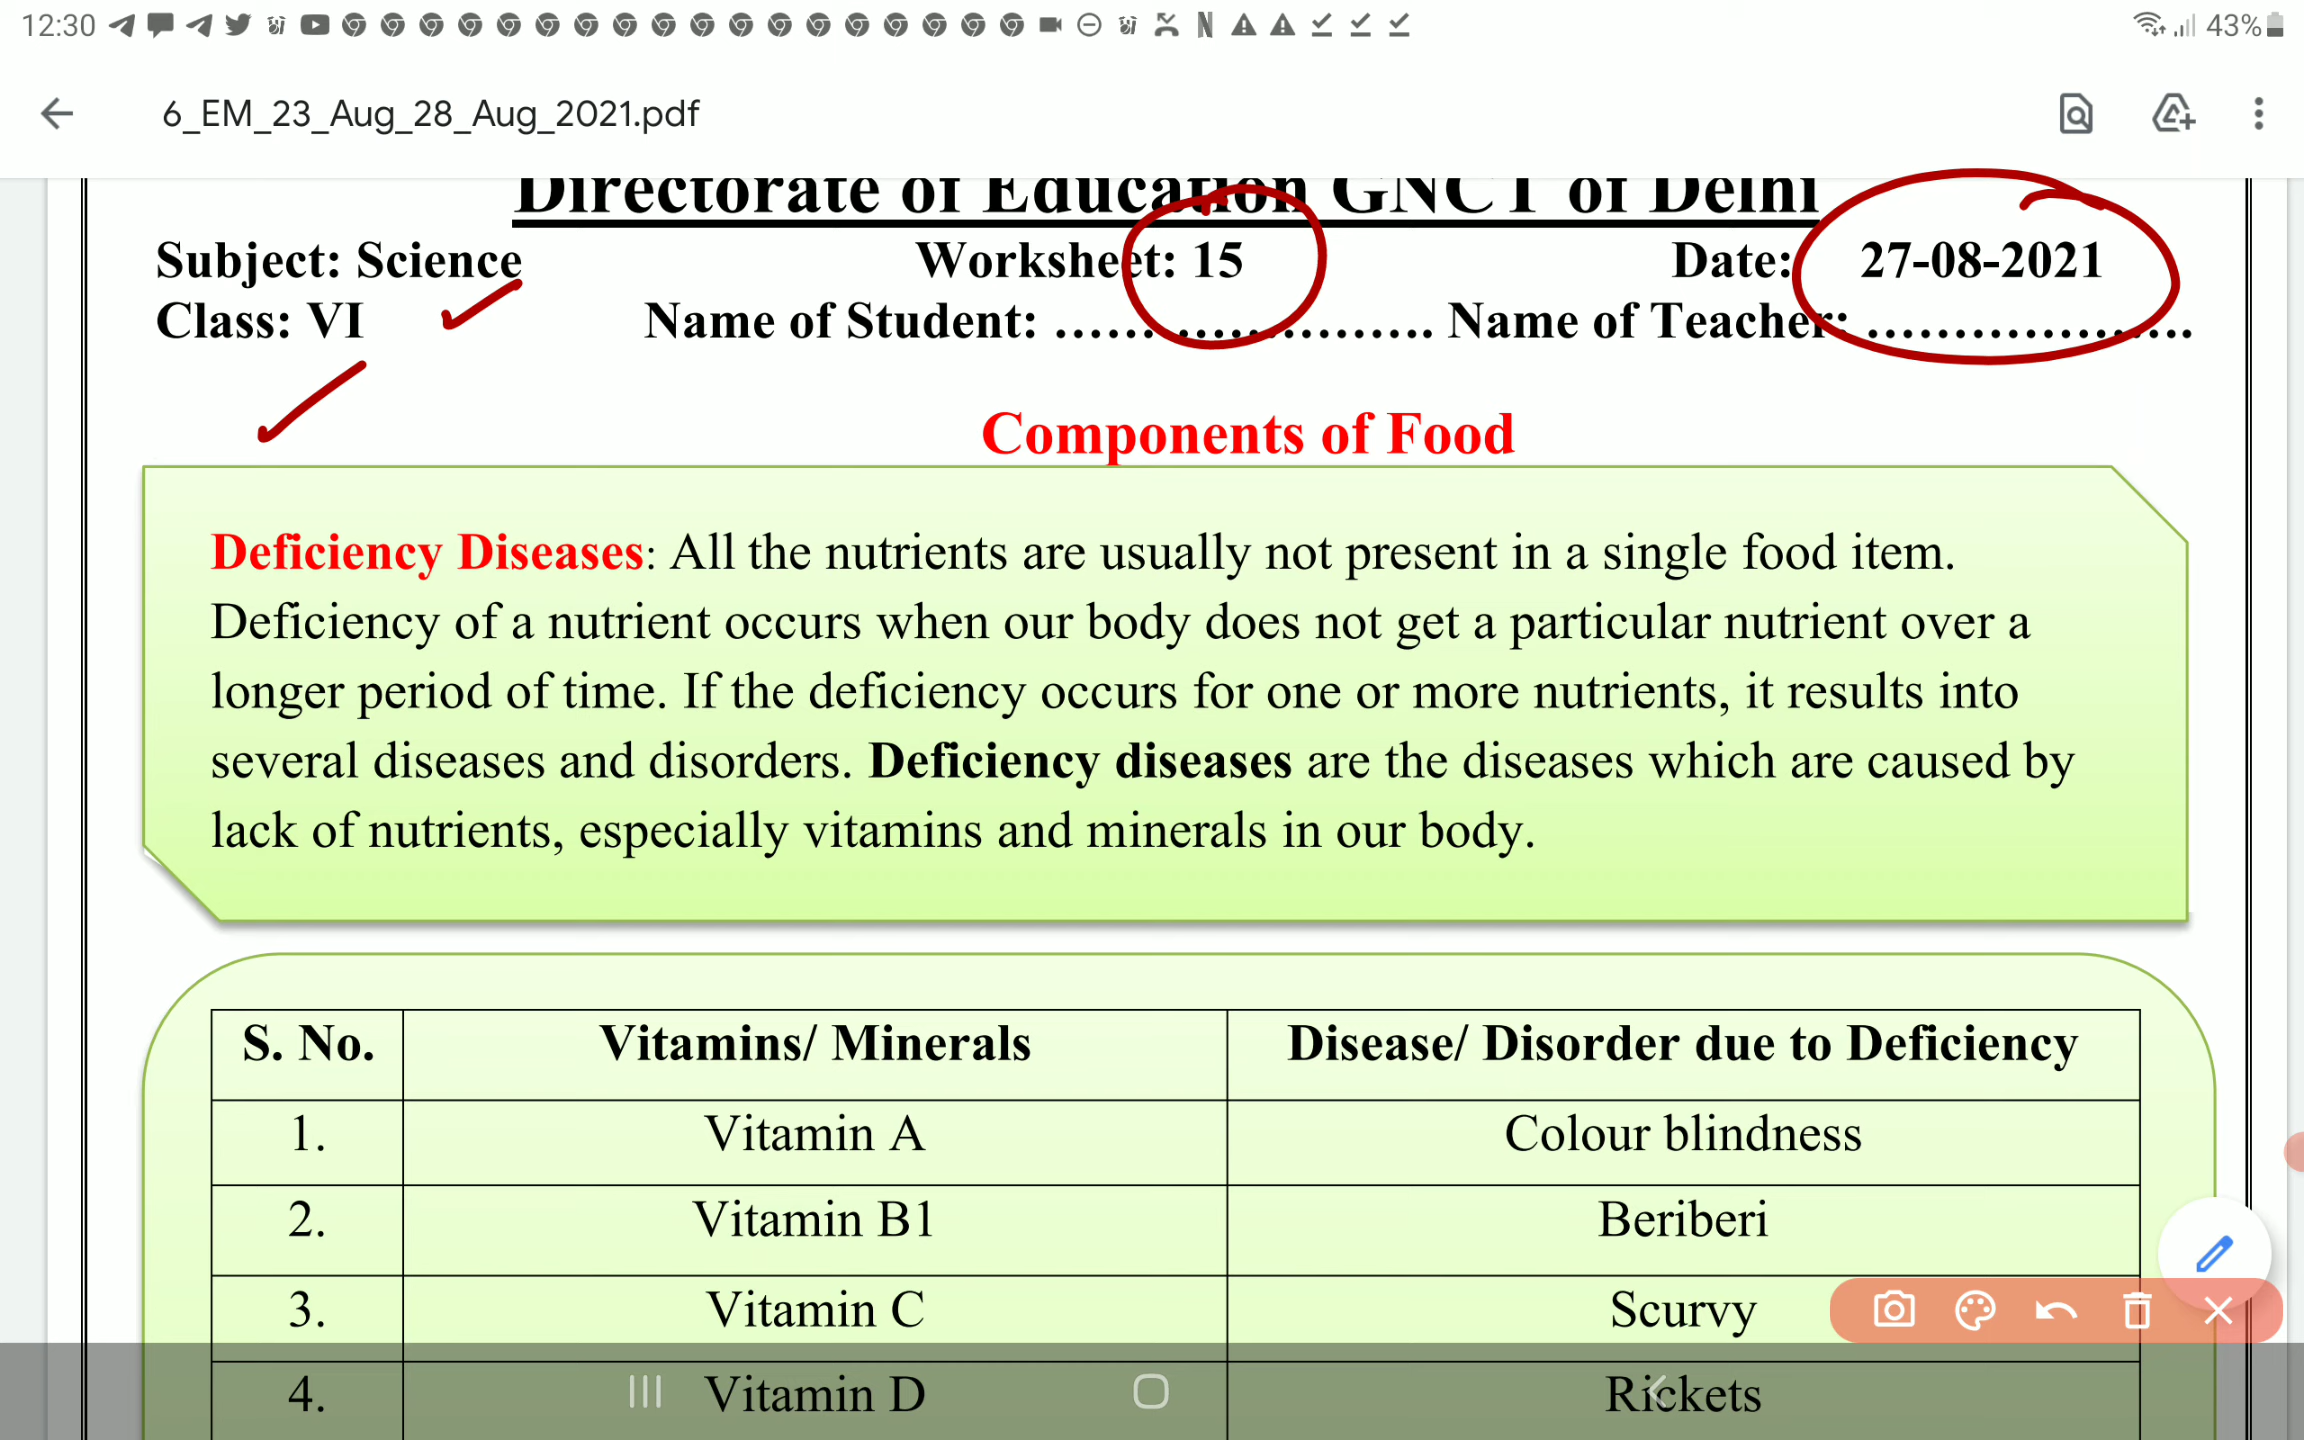 12:30
43%
6_EM_23_Aug_28_Aug_2021.pdf
Directorate of Education GNCT of Delhi
Subject: Science Worksheet: 15 Date: 27-08-2021
Class: VI Name of Student: ...................... Name of Teacher: ...................
Components of Food
Deficiency Diseases: All the nutrients are usually not present in a single food item.
Deficiency of a nutrient occurs when our body does not get a particular nutrient over a
longer period of time. If the deficiency occurs for one or more nutrients, it results into
several diseases and disorders. Deficiency diseases are the diseases which are caused by
lack of nutrients, especially vitamins and minerals in our body.
S. No. Vitamins/ Minerals Disease/ Disorder due to Deficiency
1. Vitamin A Colour blindness
2. Vitamin B1 Beriberi
3. Vitamin C Scurvy
4. Vitamin D Rickets